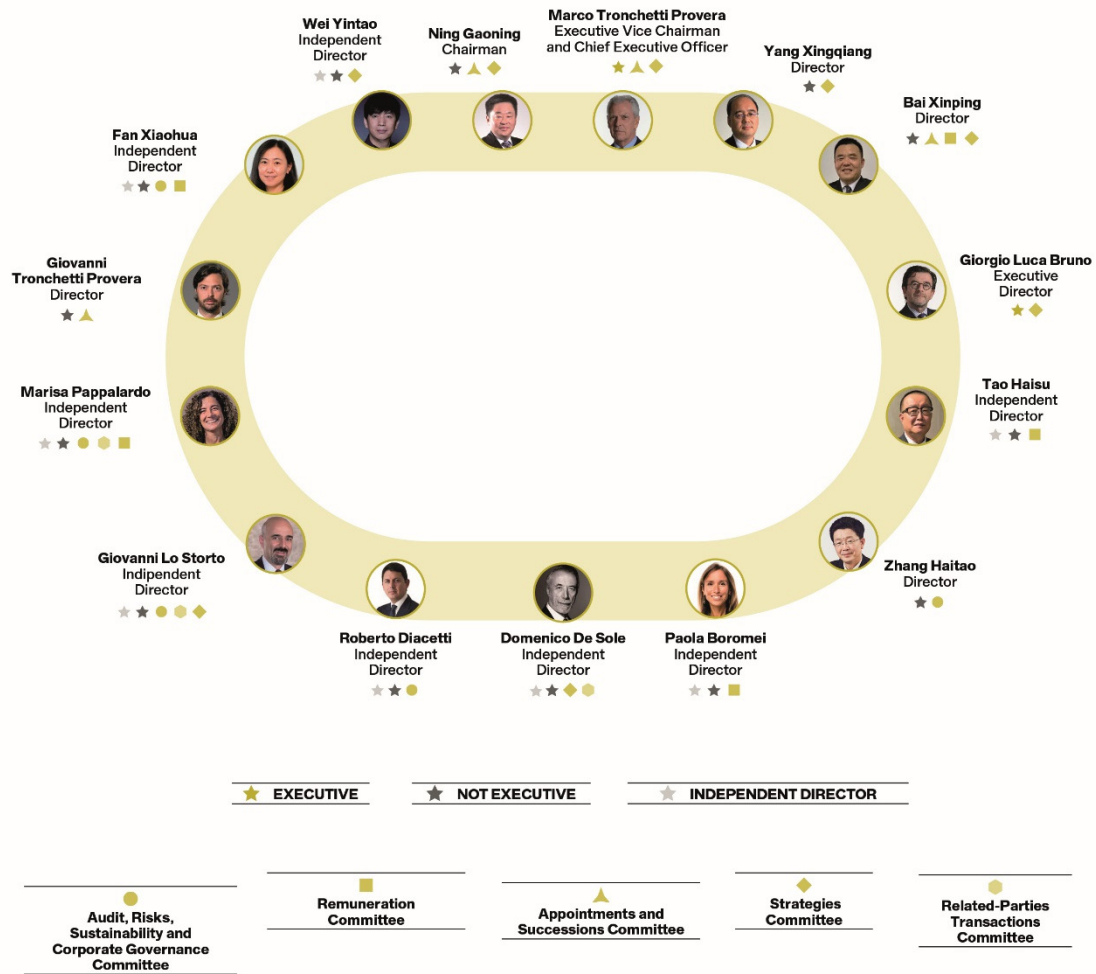 Marco Tronchetti Provera
Executive Vice Chairman
and Chief Executive Officer
Wei Yintao
Independent
Director
Ning Gaoning
Chairman
Yang Xingqiang
Director
Bai Xinping
Director
Fan Xiaohua
Independent
Director
Giovanni
Tronchetti Provera
Director
Giorgio Luca Bruno
Executive
Director
Marisa Pappalardo
Independent
Director
Tao Haisu
Independent
Director
Giovanni Lo Storto
Indipendent
Director
Zhang Haitao
Director
Roberto Diacetti
Independent
Director
Domenico De Sole
Independent
Director
Paola Boromei
Independent
Director
EXECUTIVE
NOT EXECUTIVE
INDEPENDENT DIRECTOR
Audit, Risks,
Sustainability and
Corporate Governance
Committee
Remuneration
Committee
Appointments and
Successions Committee
Strategies
Committee
Related-Parties
Transactions
Committee